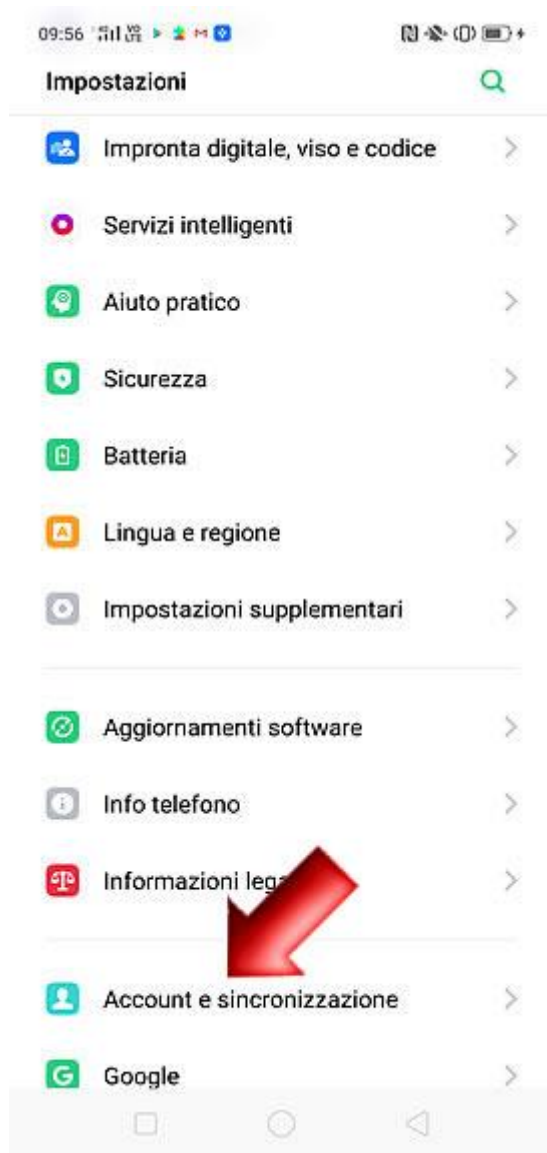 09:56
Impostazioni
Impronta digitale, viso e codice
Servizi intelligenti
Aiuto pratico
Sicurezza
Batteria
Lingua e regione
Impostazioni supplementari
Aggiornamenti software
Info telefono
Informazioni lega
Account e sincronizzazione
Google